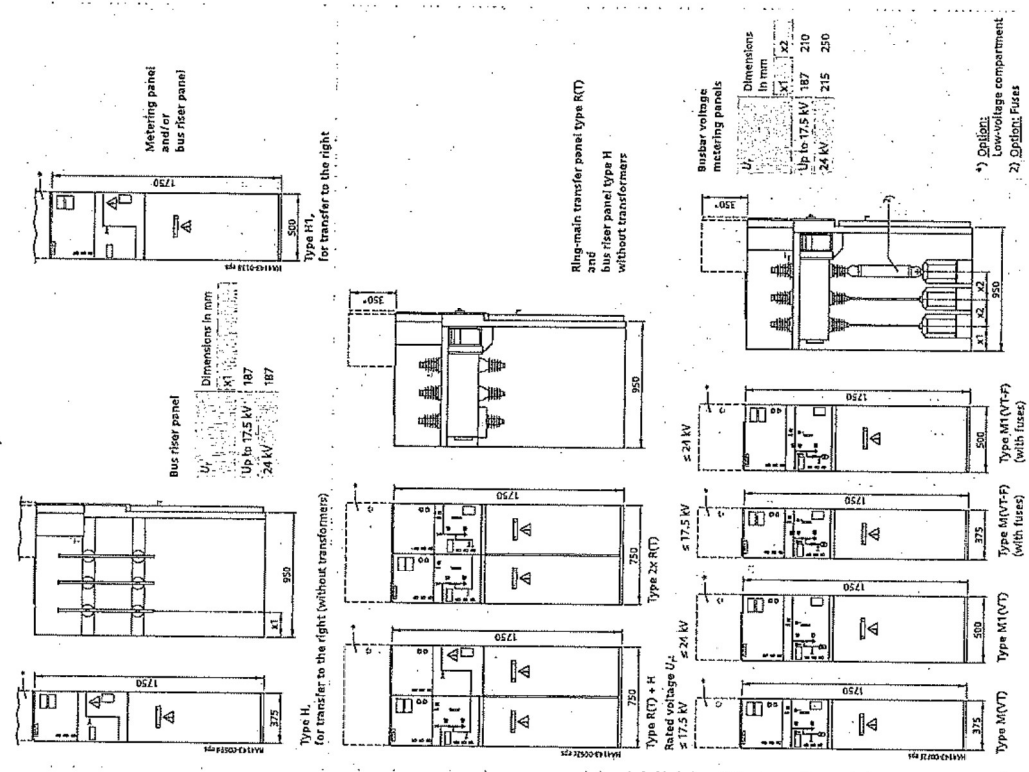 Type H,
for transfer to the right (without transformers)
375
1750
*
950
x1
Bus riser panel
Ur
Dimensions in mm
x1
Up to 17.5 kV
187
24 kV
187
Type H1,
for transfer to the right
500
1750
*
Metering panel
and/or
bus riser panel
Type R(T) + H
750
1750
*
Type 2x R(T)
750
1750
*
950
350*
Ring-main transfer panel type R(T)
and
bus riser panel type H
without transformers
Rated voltage Ur:
≤ 17.5 kV
≤ 24 kV
≤ 17.5 kV
≤ 24 kV
*
*
*
*
1750
1750
1750
1750
375
500
375
500
Type M(VT)
Type M1(VT)
Type M(VT-F)
(with fuses)
Type M1(VT-F)
(with fuses)
350*
2)
x1
x2
x2
950
Busbar voltage
metering panels
Ur
Dimensions
in mm
x1
x2
Up to 17.5 kV
187
210
24 kV
215
250
*) Option:
Low-voltage compartment
2) Option: Fuses